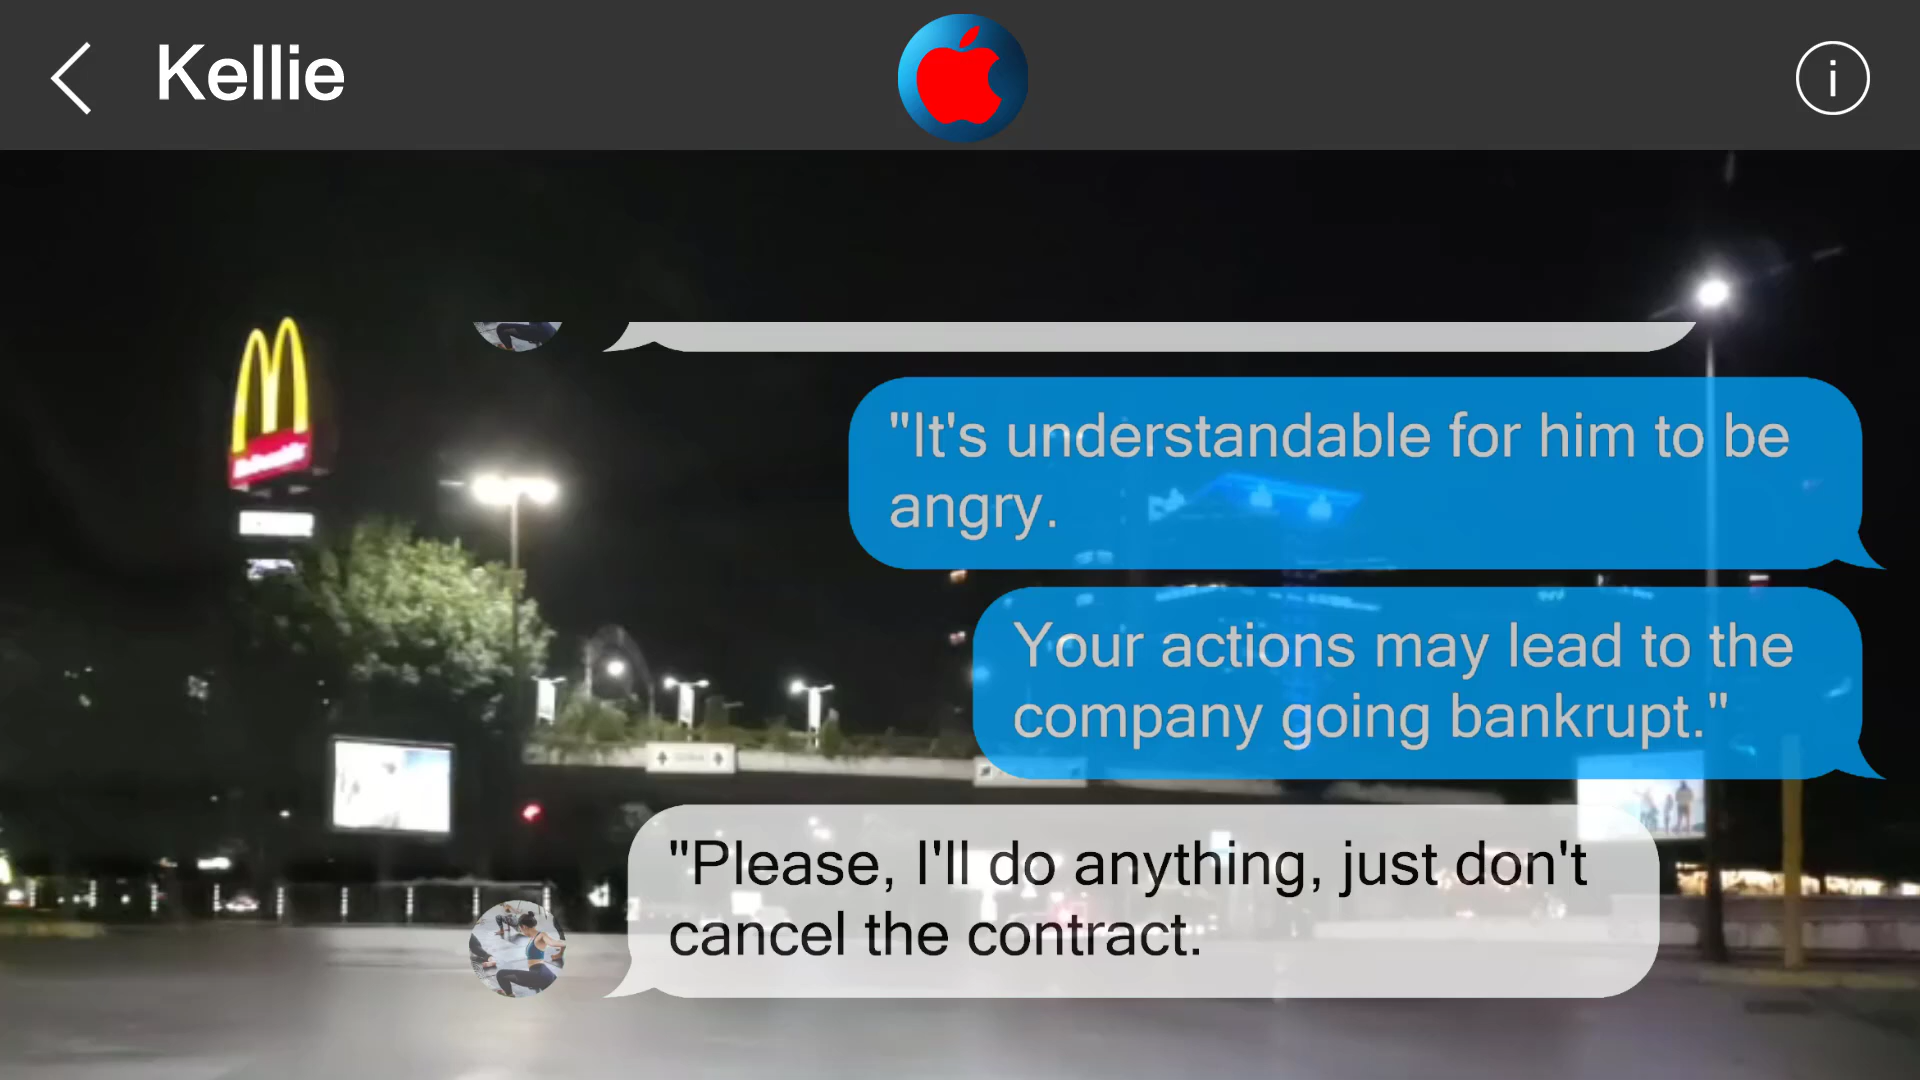 Kellie
"It's understandable for him to be
angry.
Your actions may lead to the
company going bankrupt."
"Please, I'll do anything, just don't
cancel the contract.
McDonald's